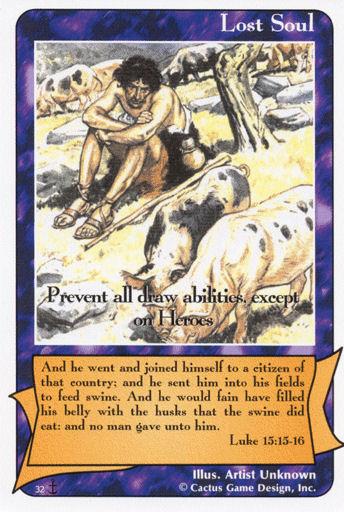 Lost Soul
Prevent all draw abilities, except
on Heroes
And he went and joined himself to a citizen of
that country; and he sent him into his fields
to feed swine. And he would fain have filled
his belly with the husks that the swine did
eat: and no man gave unto him.
Luke 15:15-16
Illus. Artist Unknown
32
© Cactus Game Design, Inc.